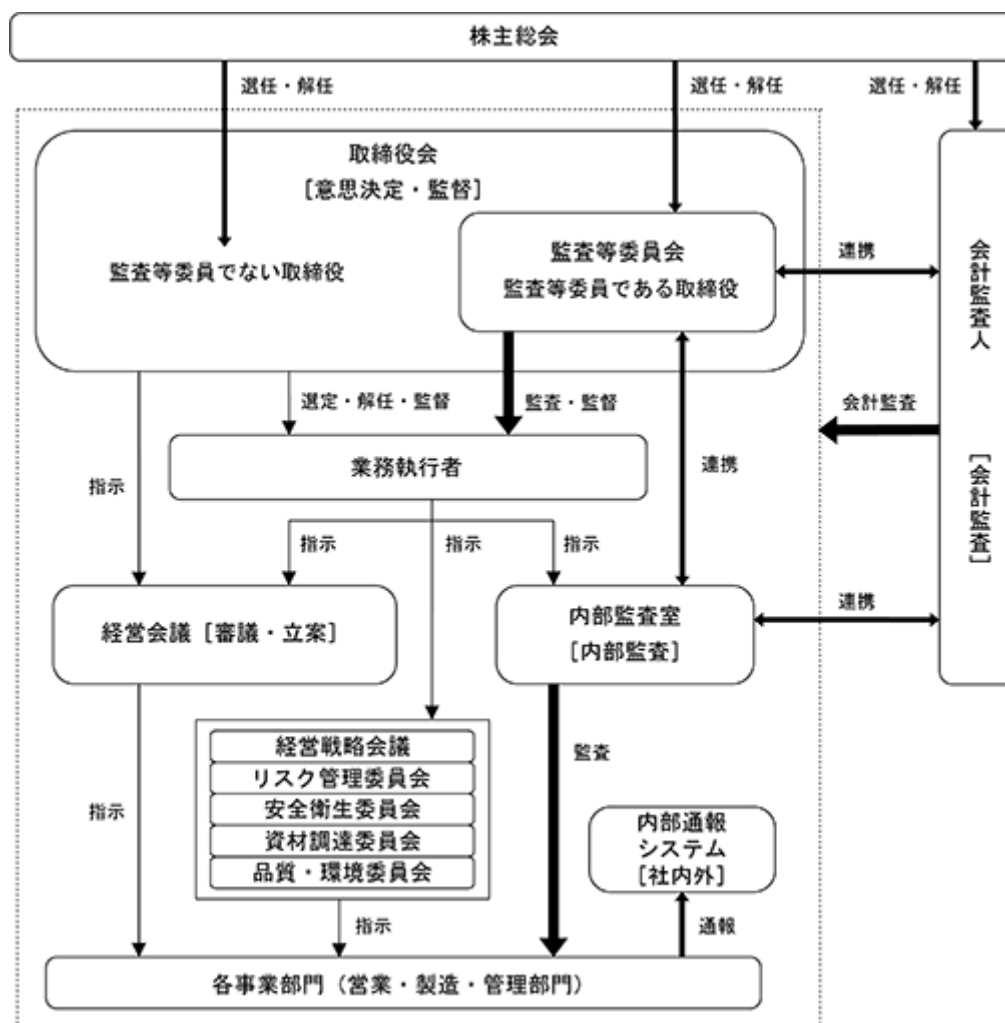 株主総会
選任・解任
選任・解任
選任・解任
取締役会
[意思決定・監督]
監査等委員でない取締役
監査等委員会
監査等委員である取締役
連携
会計監査人
[会計監査]
選定・解任・監督
監査・監督
会計監査
業務執行者
連携
指示
指示
指示
指示
経営会議[審議・立案]
内部監査室
[内部監査]
連携
経営戦略会議
リスク管理委員会
安全衛生委員会
資材調達委員会
品質・環境委員会
監査
指示
内部通報
システム
[社内外]
指示
通報
各事業部門(営業・製造・管理部門)